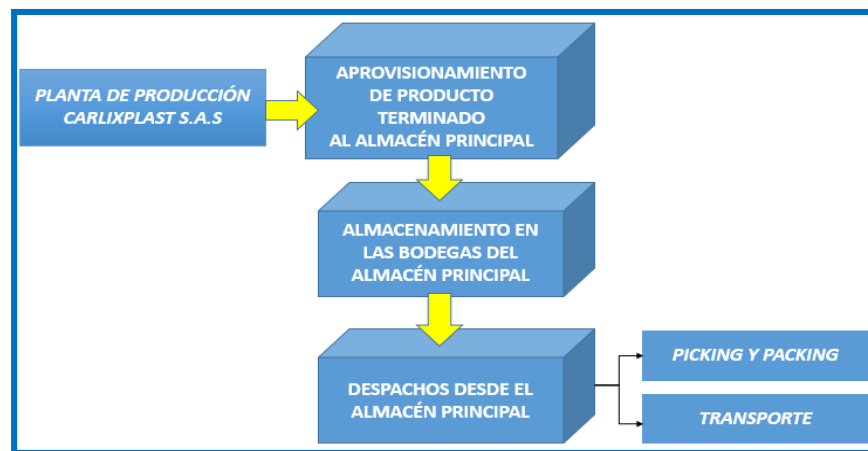 PLANTA DE PRODUCCIÓN
CARLIXPLAST S.A.S
APROVISIONAMIENTO
DE PRODUCTO
TERMINADO
AL ALMACÉN PRINCIPAL
ALMACENAMIENTO EN
LAS BODEGAS DEL
ALMACÉN PRINCIPAL
DESPACHOS DESDE EL
ALMACÉN PRINCIPAL
PICKING Y PACKING
TRANSPORTE